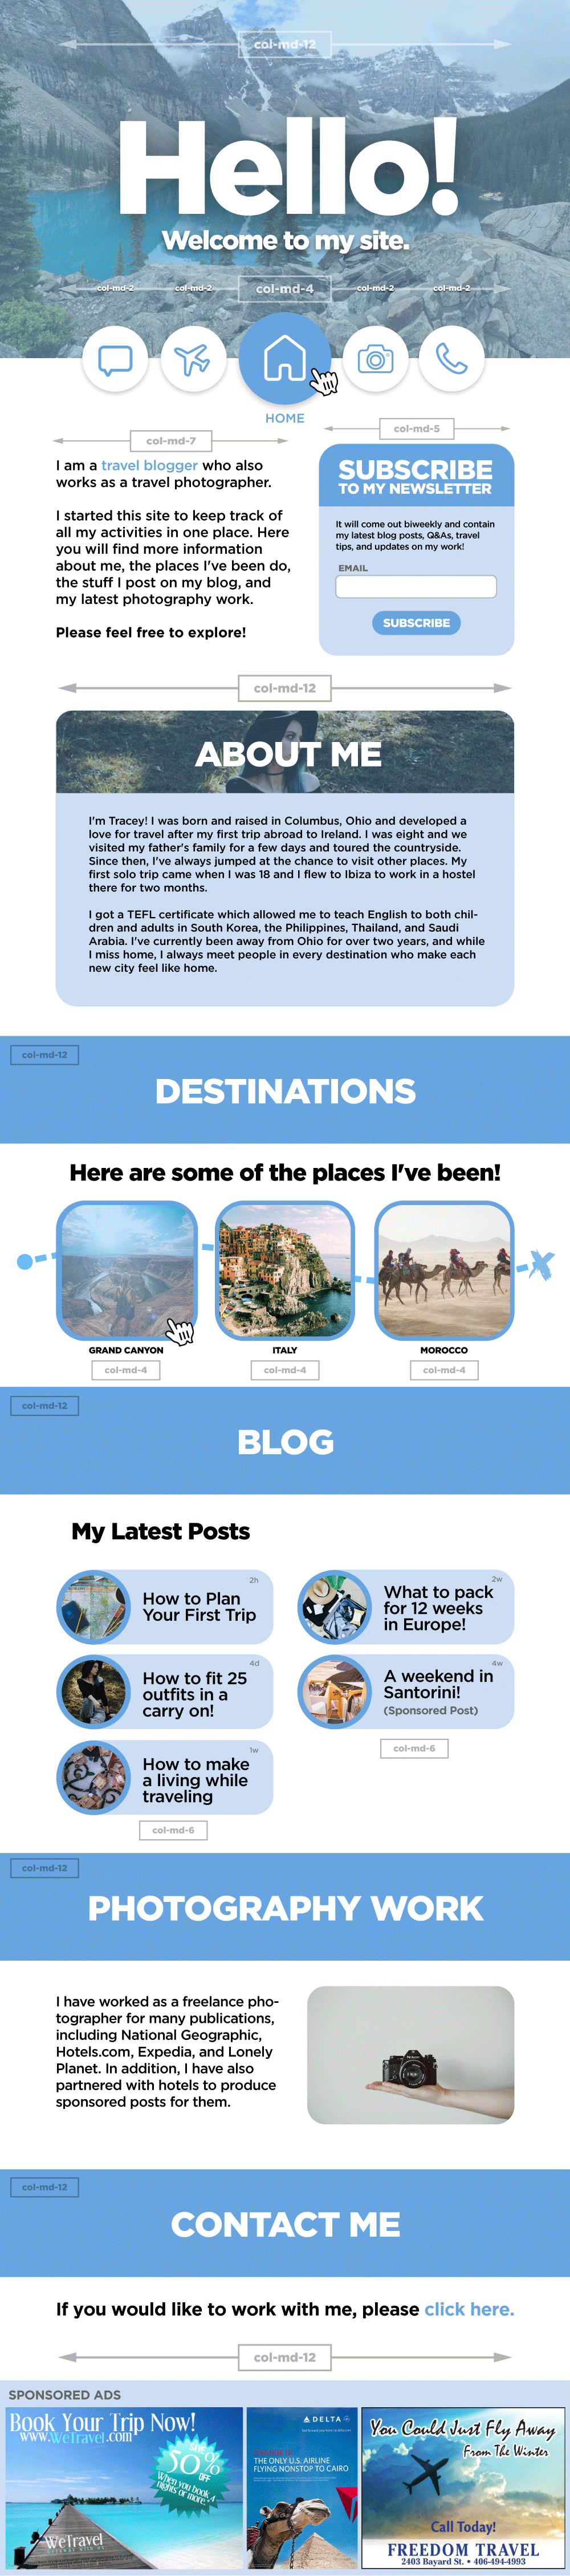 col-md-12
Hello!
Welcome to my site.
col-md-2
col-md-2
col-md-4
col-md-2
col-md-2
HOME
col-md-7
I am a travel blogger who also
works as a travel photographer.
I started this site to keep track of
all my activities in one place. Here
you will find more information
about me, the places I've been do,
the stuff I post on my blog, and
my latest photography work.
Please feel free to explore!
col-md-5
SUBSCRIBE
TO MY NEWSLETTER
It will come out biweekly and contain
my latest blog posts, Q&As, travel
tips, and updates on my work!
EMAIL
SUBSCRIBE
col-md-12
ABOUT ME
I'm Tracey! I was born and raised in Columbus, Ohio and developed a
love for travel after my first trip abroad to Ireland. I was eight and we
visited my father's family for a few days and toured the countryside.
Since then, I've always jumped at the chance to visit other places. My
first solo trip came when I was 18 and I flew to Ibiza to work in a hostel
there for two months.
I got a TEFL certificate which allowed me to teach English to both chil-
dren and adults in South Korea, the Philippines, Thailand, and Saudi
Arabia. I've currently been away from Ohio for over two years, and while
I miss home, I always meet people in every destination who make each
new city feel like home.
col-md-12
DESTINATIONS
Here are some of the places I've been!
GRAND CANYON
ITALY
MOROCCO
col-md-4
col-md-4
col-md-4
col-md-12
BLOG
My Latest Posts
2h
How to Plan
Your First Trip
4d
How to fit 25
outfits in a
carry on!
1w
How to make
a living while
traveling
col-md-6
2w
What to pack
for 12 weeks
in Europe!
4w
A weekend in
Santorini!
(Sponsored Post)
col-md-6
col-md-12
PHOTOGRAPHY WORK
I have worked as a freelance pho-
tographer for many publications,
including National Geographic,
Hotels.com, Expedia, and Lonely
Planet. In addition, I have also
partnered with hotels to produce
sponsored posts for them.
col-md-12
CONTACT ME
If you would like to work with me, please click here.
col-md-12
SPONSORED ADS
Book Your Trip Now!
www.WeTravel.com
SAVE
50%
OFF
When you book 4
nights or more.
WeTravel
DELTA
THE ONLY U.S. AIRLINE
FLYING NONSTOP TO CAIRO
You Could Just Fly Away
From The Winter
Call Today!
FREEDOM TRAVEL
2403 Bayard St. • 406-494-4993